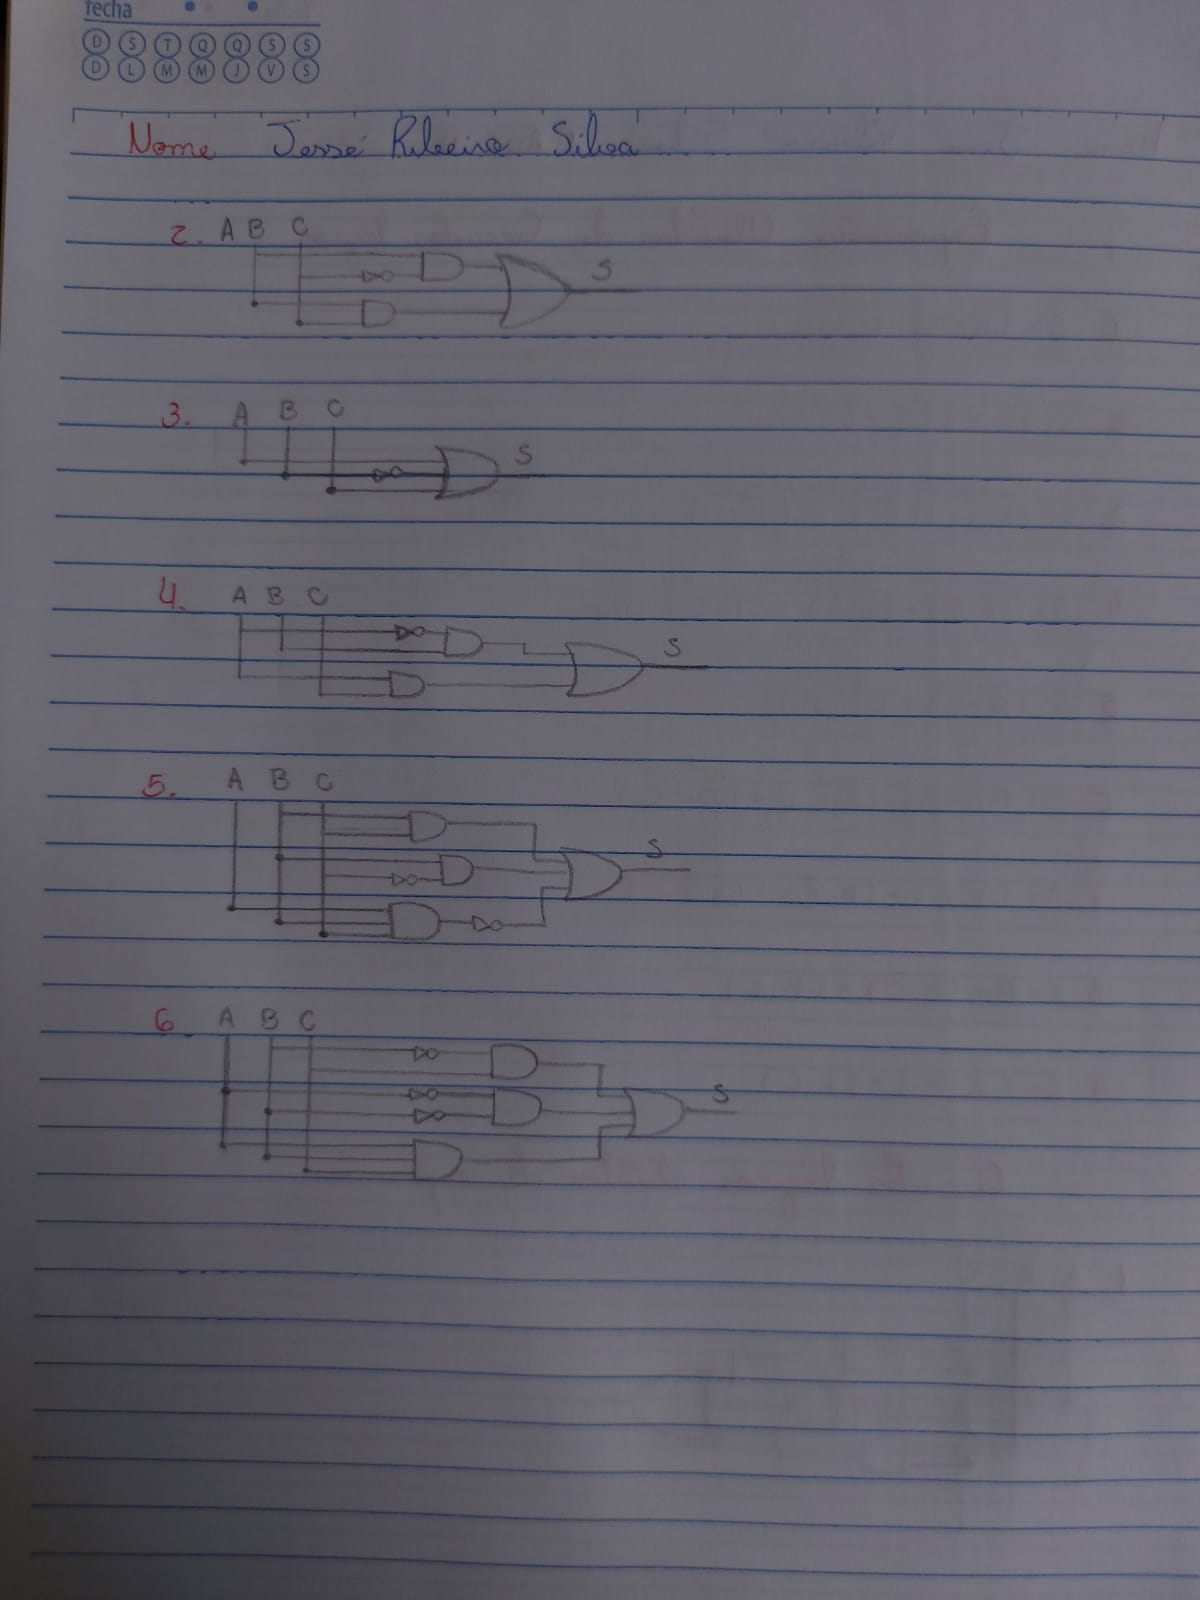 fecha
D S T Q Q S S
D L M M J V S
Nome Jessé Ribeiro Silva
2. A B C
S
3. A B C
S
4. A B C
S
5. A B C
S
6 A B C
S